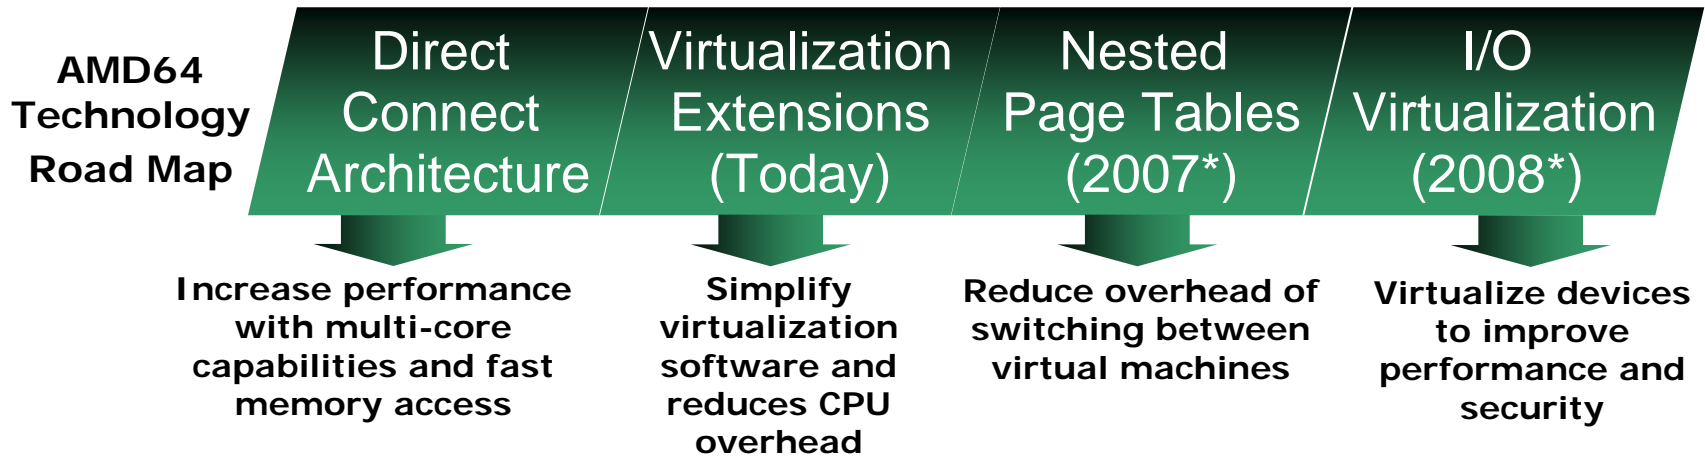 AMD64
Technology
Road Map
Direct
Connect
Architecture
Virtualization
Extensions
(Today)
Nested
Page Tables
(2007*)
I/O
Virtualization
(2008*)
Increase performance
with multi-core
capabilities and fast
memory access
Simplify
virtualization
software and
reduces CPU
overhead
Reduce overhead of
switching between
virtual machines
Virtualize devices
to improve
performance and
security